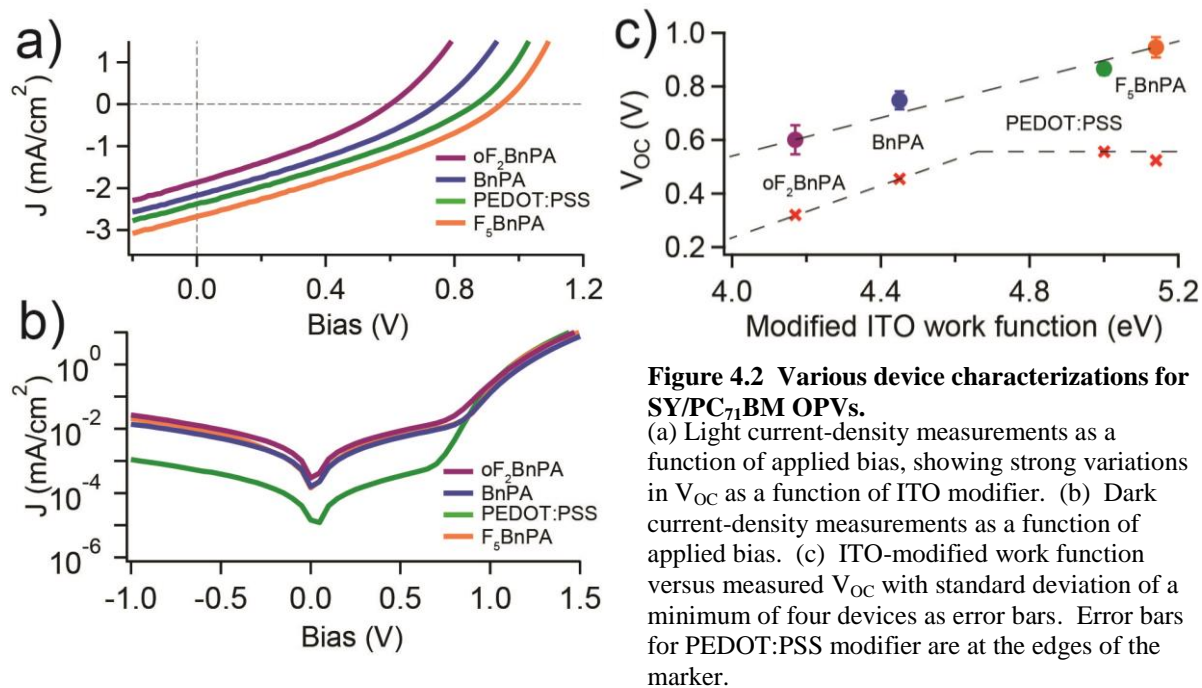 a)
J (mA/cm²)
1
0
-1
-2
-3
oF₂BnPA
BnPA
PEDOT:PSS
F₅BnPA
0.0 0.4 0.8 1.2
Bias (V)
b)
J (mA/cm²)
10⁰
10⁻²
10⁻⁴
10⁻⁶
oF₂BnPA
BnPA
PEDOT:PSS
F₅BnPA
-1.0 -0.5 0.0 0.5 1.0 1.5
Bias (V)
c)
V_OC (V)
1.0
0.8
0.6
0.4
0.2
F₅BnPA
PEDOT:PSS
BnPA
oF₂BnPA
4.0 4.4 4.8 5.2
Modified ITO work function (eV)
Figure 4.2 Various device characterizations for
SY/PC₇₁BM OPVs.
(a) Light current-density measurements as a
function of applied bias, showing strong variations
in V_OC as a function of ITO modifier. (b) Dark
current-density measurements as a function of
applied bias. (c) ITO-modified work function
versus measured V_OC with standard deviation of a
minimum of four devices as error bars. Error bars
for PEDOT:PSS modifier are at the edges of the
marker.